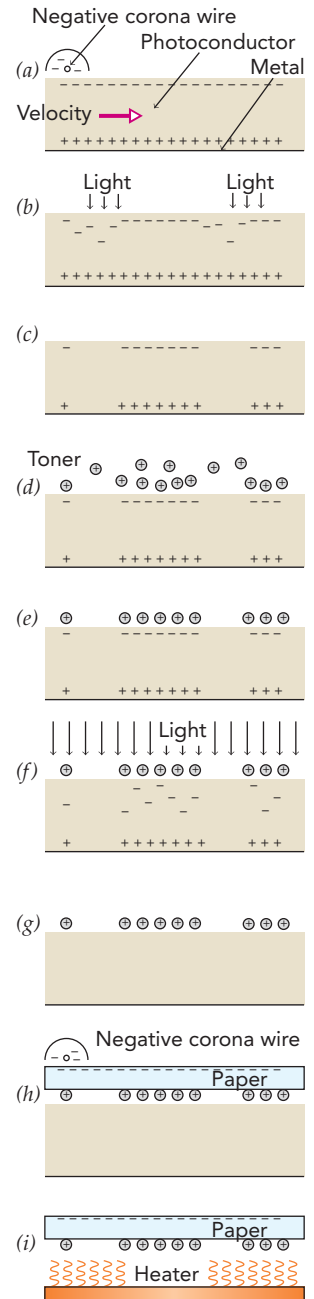 Negative corona wire
Photoconductor
(a)
Metal
Velocity
Light Light
(b)
(c)
Toner
(d)
(e)
Light
(f)
(g)
Negative corona wire
Paper
(h)
Paper
(i)
Heater